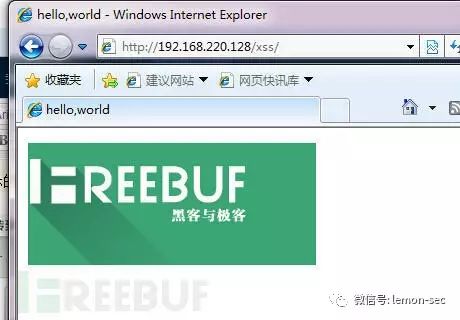 hello,world - Windows Internet Explorer
http://192.168.220.128/xss/
收藏夹 建议网站 网页快讯库
hello,world
FREEBUF
黑客与极客
FREEBUF
微信号: lemon-sec